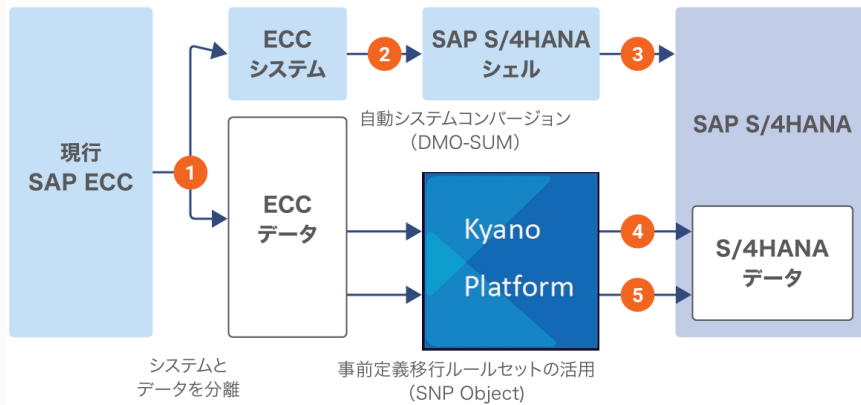 現行
SAP ECC
1
ECC
システム
2
SAP S/4HANA
シェル
3
自動システムコンバージョン
（DMO-SUM）
SAP S/4HANA
ECC
データ
Kyano
Platform
4
5
S/4HANA
データ
システムと
データを分離
事前定義移行ルールセットの活用
(SNP Object)